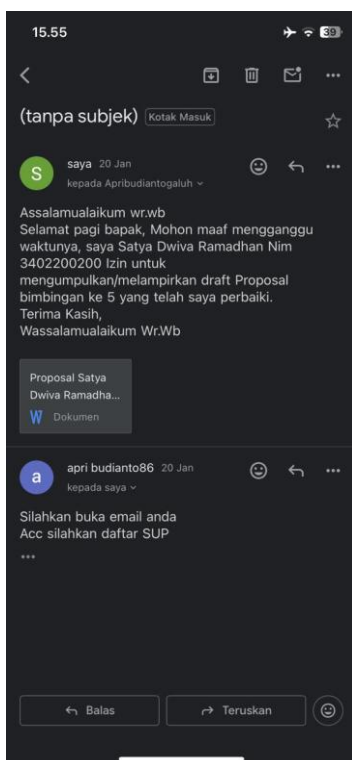 15.55
39
(tanpa subjek) Kotak Masuk
S
saya 20 Jan
kepada Apribudiantogaluh
Assalamualaikum wr.wb
Selamat pagi bapak, Mohon maaf mengganggu
waktunya, saya Satya Dwiva Ramadhan Nim
3402200200 Izin untuk
mengumpulkan/melampirkan draft Proposal
bimbingan ke 5 yang telah saya perbaiki.
Terima Kasih,
Wassalamualaikum Wr.Wb
Proposal Satya
Dwiva Ramadha...
W Dokumen
a
apri budianto86 20 Jan
kepada saya
Silahkan buka email anda
Acc silahkan daftar SUP
Balas
Teruskan